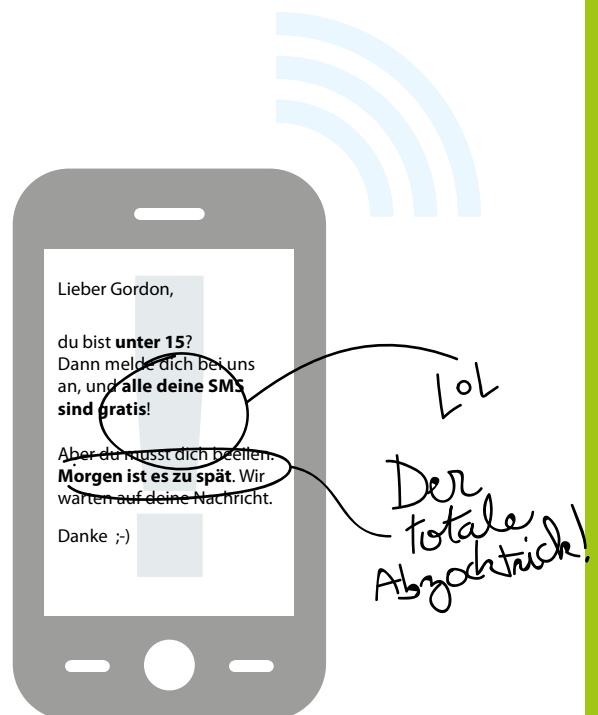 Lieber Gordon,
du bist unter 15?
Dann melde dich bei uns
an, und alle deine SMS
sind gratis!
Aber du musst dich beeilen.
Morgen ist es zu spät. Wir
warten auf deine Nachricht.
Danke ;-)
LOL
Der
totale
Abzocktrick!